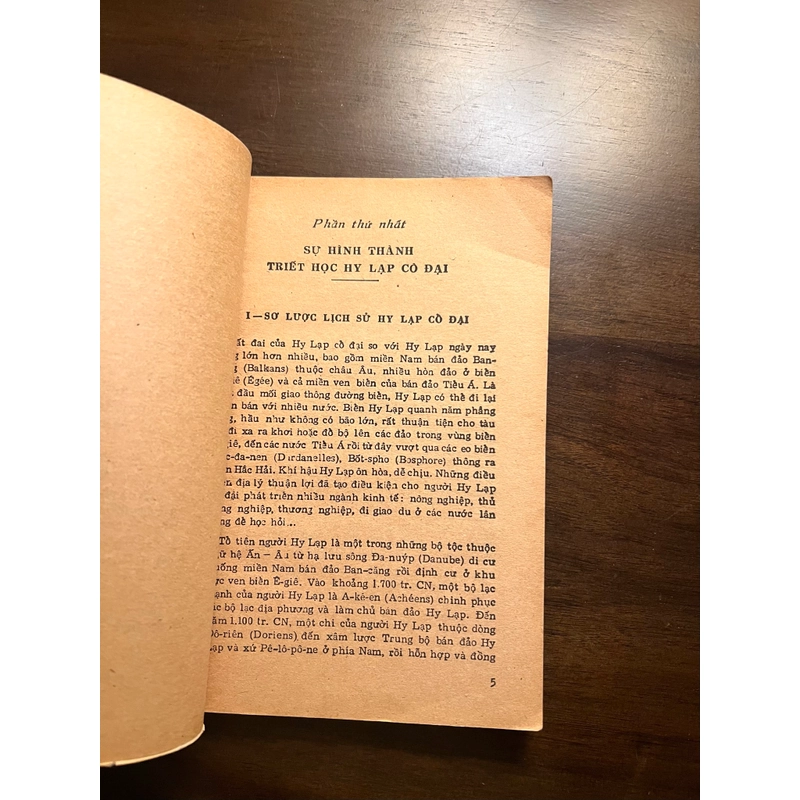 Phần thứ nhất
SỰ HÌNH THÀNH
TRIẾT HỌC HY LẠP CỔ ĐẠI
I—SƠ LƯỢC LỊCH SỬ HY LẠP CỔ ĐẠI
ất đai của Hy Lạp cổ đại so với Hy Lạp ngày nay
g lớn hơn nhiều, bao gồm miền Nam bán đảo Ban-
g (Balkans) thuộc châu Âu, nhiều hòn đảo ở biển
iê (Égée) và cả miền ven biển của bán đảo Tiểu Á. Là
đầu mối giao thông đường biển, Hy Lạp có thể đi lại
n bán với nhiều nước. Biển Hy Lạp quanh năm phẳng
g, hầu như không có bão lớn, rất thuận tiện cho tàu
đi xa ra khơi hoặc đổ bộ lên các đảo trong vùng biển
giê, đến các nước Tiểu Á rồi từ đây vượt qua các eo biển
c-đa-nen (Dardanelles), Bốt-spho (Bosphore) thông ra
n Hắc Hải. Khí hậu Hy Lạp ôn hòa, dễ chịu. Những điều
n địa lý thuận lợi đã tạo điều kiện cho người Hy Lạp
đại phát triển nhiều ngành kinh tế: nông nghiệp, thủ
ng nghiệp, thương nghiệp, đi giao du ở các nước lân
ng để học hỏi...
Tổ tiên người Hy Lạp là một trong những bộ tộc thuộc
ữ hệ Ấn — Âu từ hạ lưu sông Đa-nuýp (Danube) di cư
uống miền Nam bán đảo Ban-căng rồi định cư ở khu
ực ven biển Ê-giê. Vào khoảng 1.700 tr. CN, một bộ lạc
ạnh của người Hy Lạp là A-kê-en (Achéens) chinh phục
c bộ lạc địa phương và làm chủ bán đảo Hy Lạp. Đến
ăm 1.100 tr. CN, một chi của người Hy Lạp thuộc dòng
Đô-riên (Doriens) đến xâm lược Trung bộ bán đảo Hy
ạp và xứ Pê-lô-pô-ne ở phía Nam, rồi hỗn hợp và đồng
5